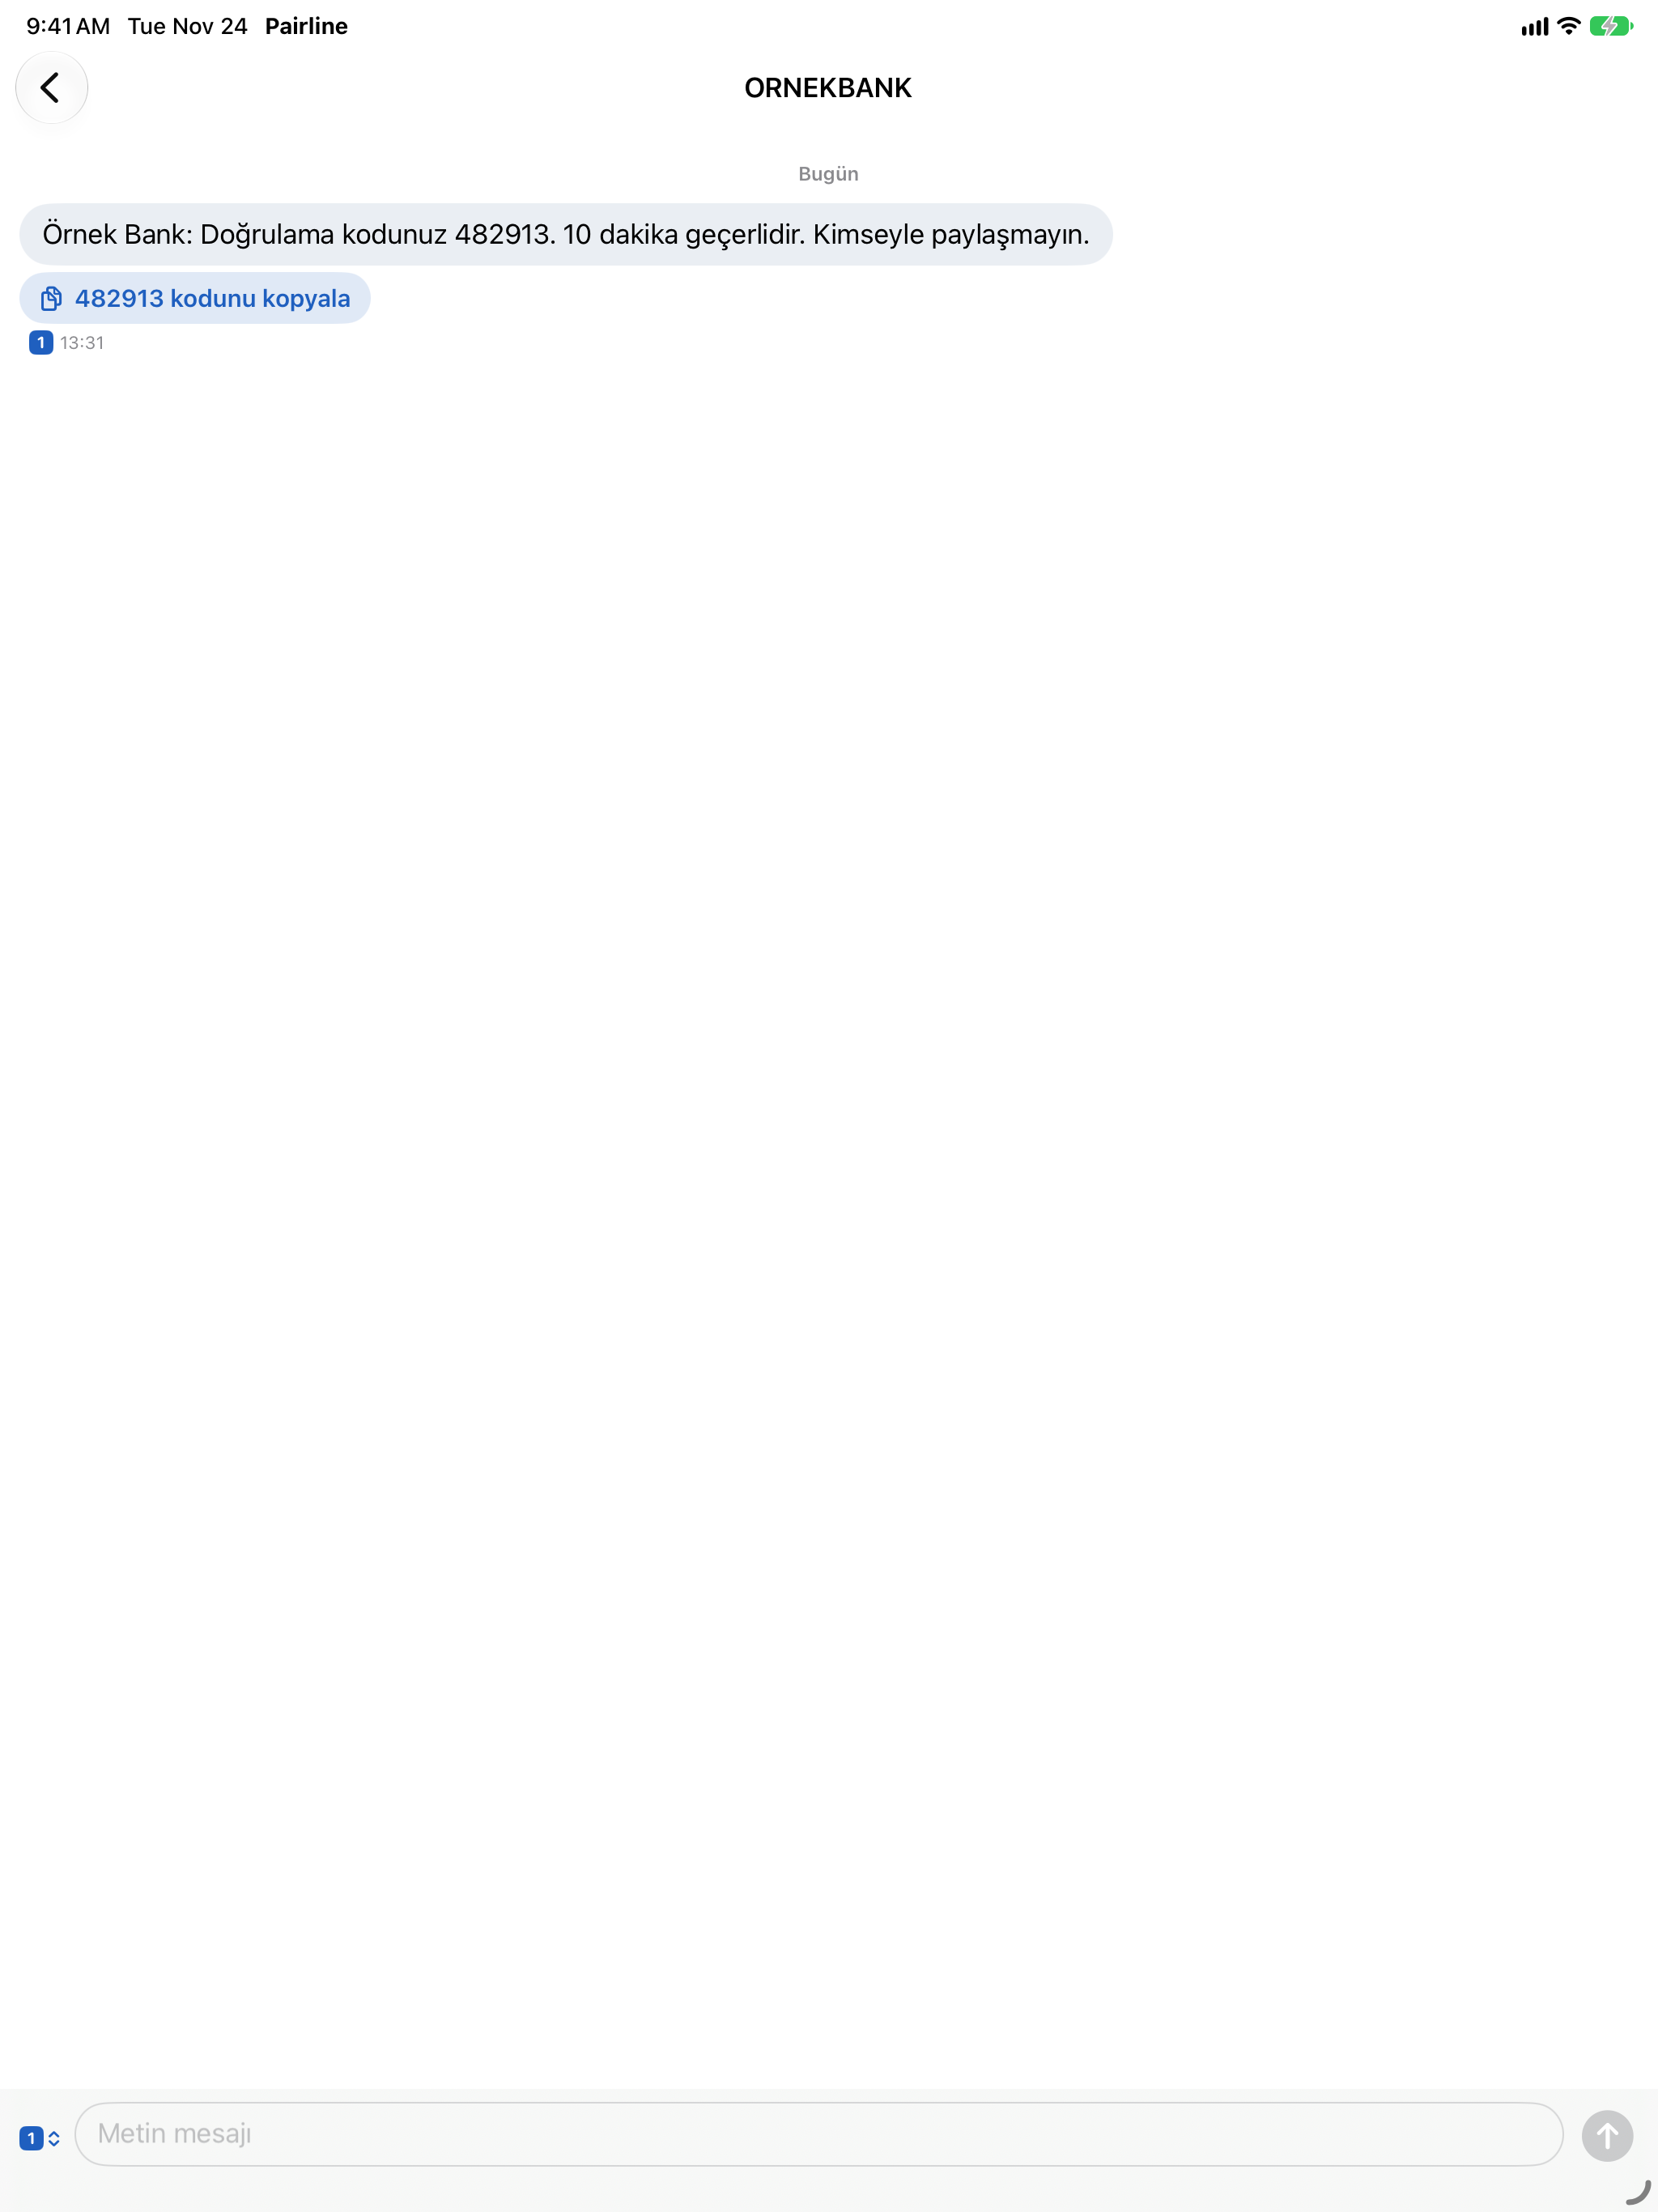 9:41 AM Tue Nov 24 Pairline
ORNEKBANK
Bugün
Örnek Bank: Doğrulama kodunuz 482913. 10 dakika geçerlidir. Kimseyle paylaşmayın.
482913 kodunu kopyala
1 13:31
1 Metin mesajı